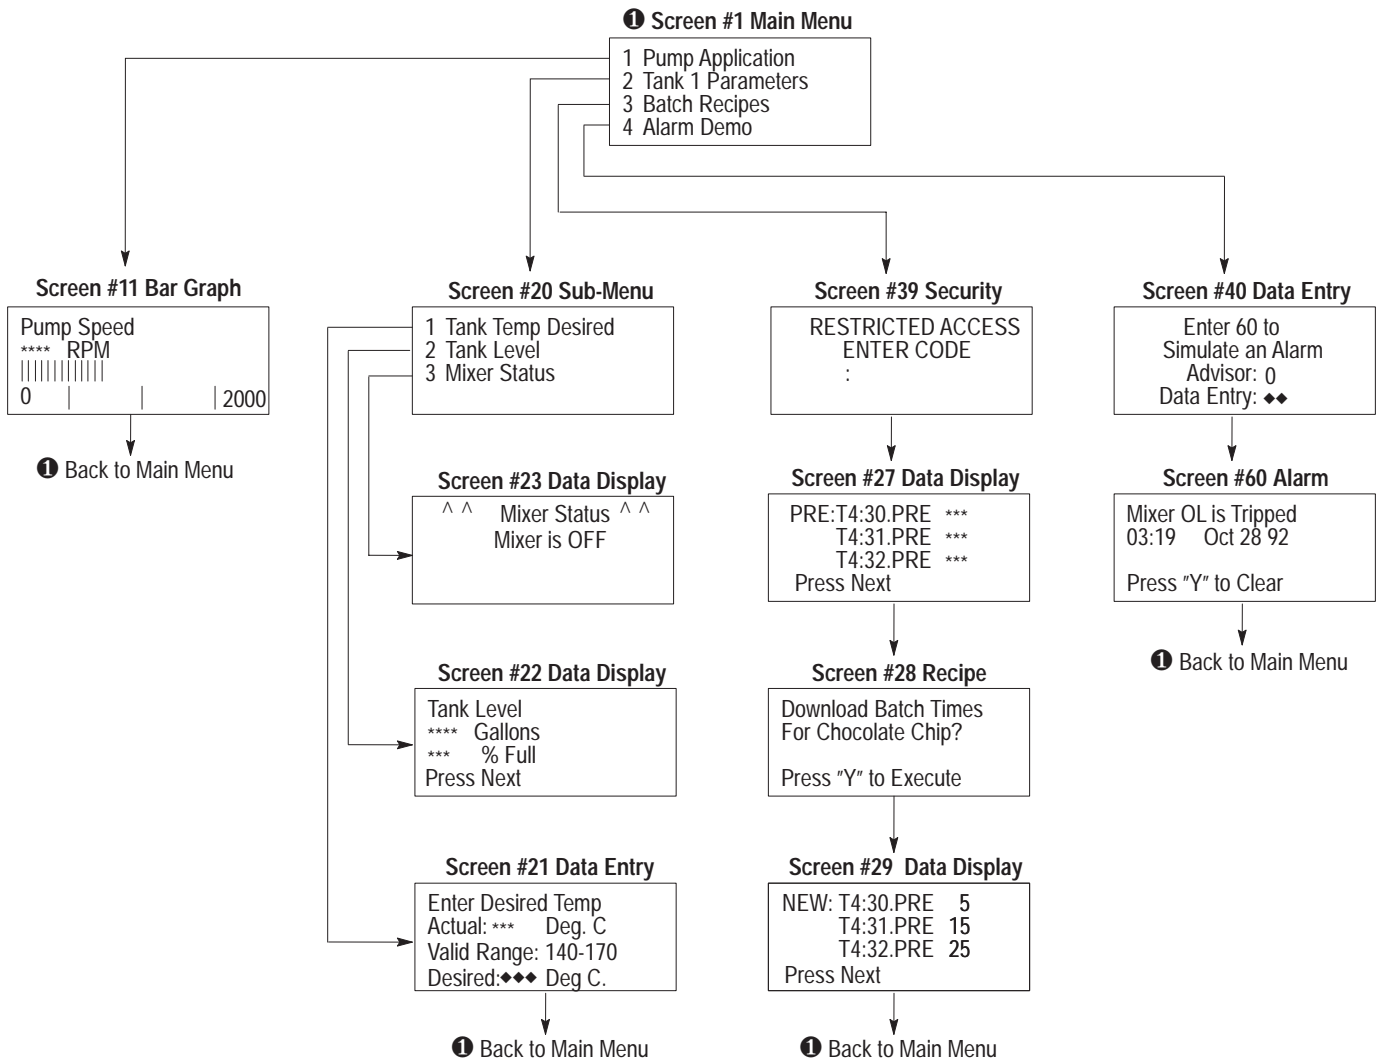 ❶ Screen #1 Main Menu
1 Pump Application
2 Tank 1 Parameters
3 Batch Recipes
4 Alarm Demo
Screen #11 Bar Graph
Pump Speed
**** RPM
0 2000
❶ Back to Main Menu
Screen #20 Sub-Menu
1 Tank Temp Desired
2 Tank Level
3 Mixer Status
Screen #23 Data Display
^ ^ Mixer Status ^ ^
Mixer is OFF
Screen #22 Data Display
Tank Level
**** Gallons
*** % Full
Press Next
Screen #21 Data Entry
Enter Desired Temp
Actual: *** Deg. C
Valid Range: 140-170
Desired:◆◆◆ Deg C.
❶ Back to Main Menu
Screen #39 Security
RESTRICTED ACCESS
ENTER CODE
:
Screen #27 Data Display
PRE:T4:30.PRE ***
T4:31.PRE ***
T4:32.PRE ***
Press Next
Screen #28 Recipe
Download Batch Times
For Chocolate Chip?
Press "Y" to Execute
Screen #29 Data Display
NEW: T4:30.PRE 5
T4:31.PRE 15
T4:32.PRE 25
Press Next
❶ Back to Main Menu
Screen #40 Data Entry
Enter 60 to
Simulate an Alarm
Advisor: 0
Data Entry: ◆◆
Screen #60 Alarm
Mixer OL is Tripped
03:19 Oct 28 92
Press "Y" to Clear
❶ Back to Main Menu